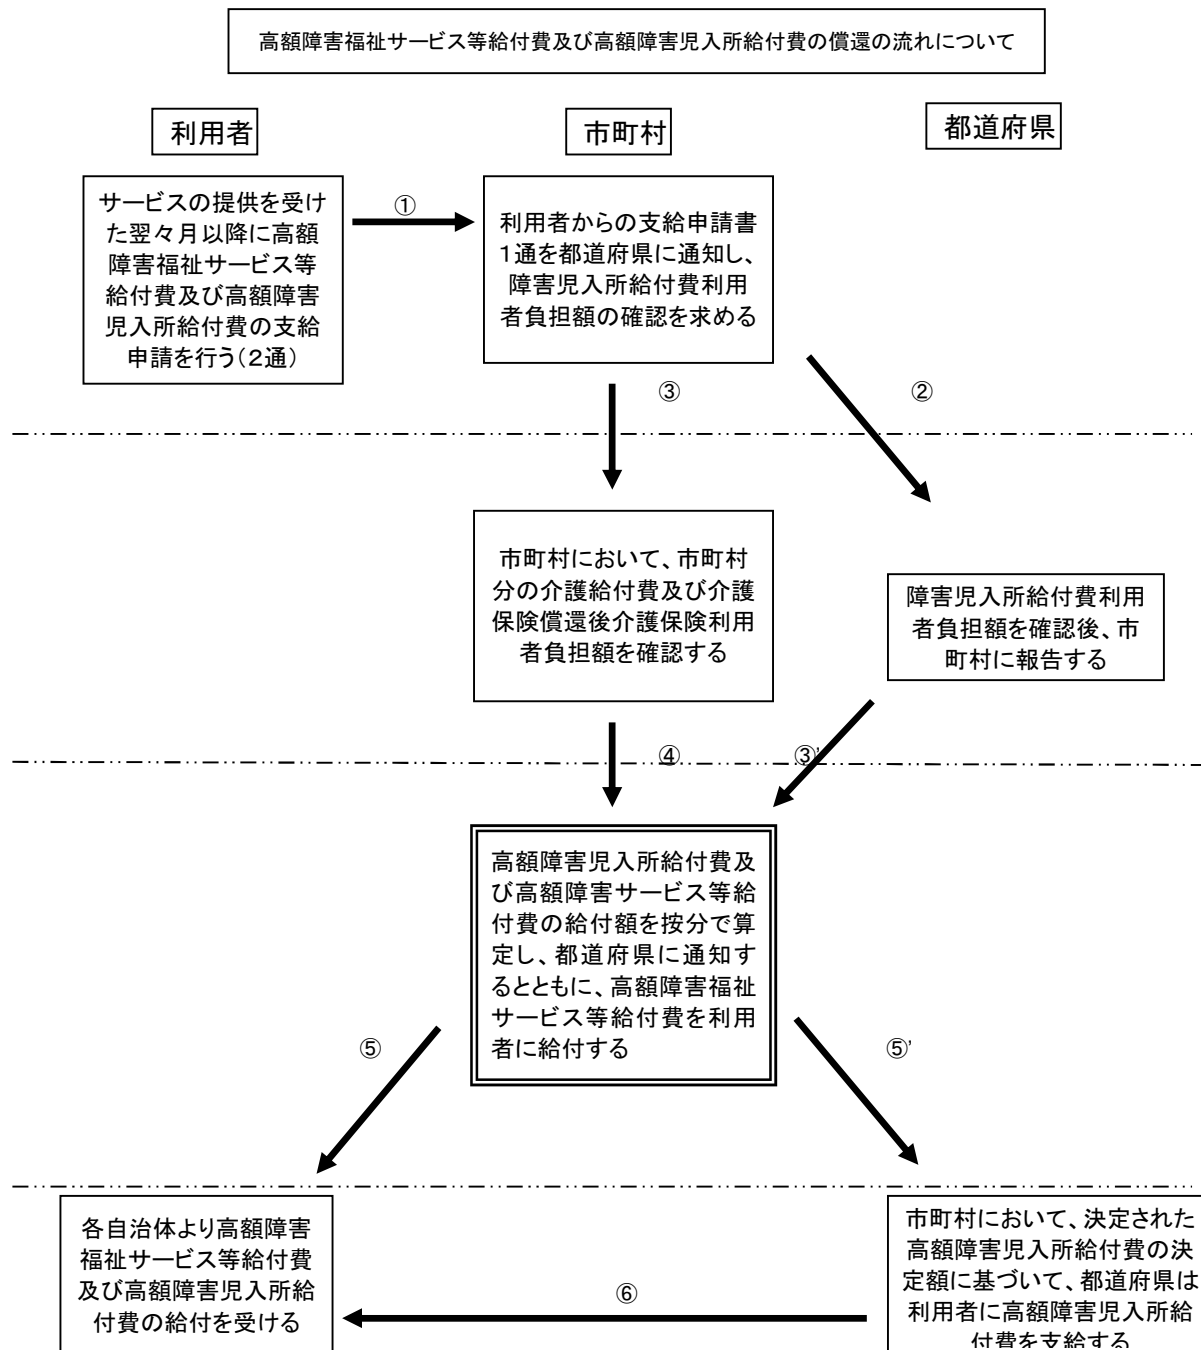 高額障害福祉サービス等給付費及び高額障害児入所給付費の償還の流れについて
利用者
市町村
都道府県
サービスの提供を受け
た翌々月以降に高額
障害福祉サービス等
給付費及び高額障害
児入所給付費の支給
申請を行う(2通)
①
利用者からの支給申請書
1通を都道府県に通知し、
障害児入所給付費利用
者負担額の確認を求める
③
②
市町村において、市町村
分の介護給付費及び介護
保険償還後介護保険利用
者負担額を確認する
障害児入所給付費利用
者負担額を確認後、市
町村に報告する
④
③'
高額障害児入所給付費及
び高額障害サービス等給
付費の給付額を按分で算
定し、都道府県に通知す
るとともに、高額障害福祉
サービス等給付費を利用
者に給付する
⑤
⑤'
各自治体より高額障害
福祉サービス等給付費
及び高額障害児入所給
付費の給付を受ける
⑥
市町村において、決定された
高額障害児入所給付費の決
定額に基づいて、都道府県は
利用者に高額障害児入所給
付費を支給する